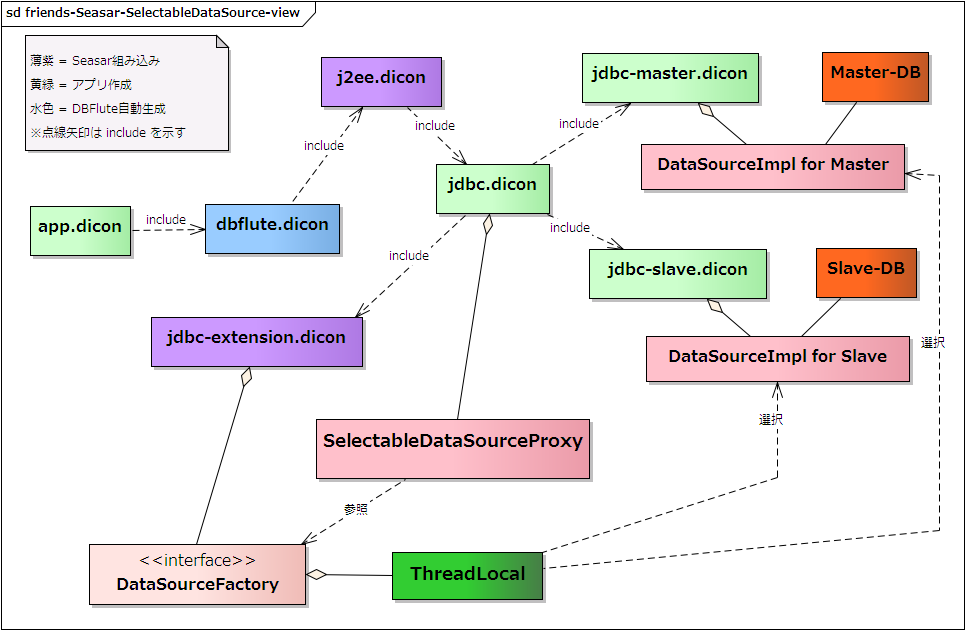 sd friends-Seasar-SelectableDataSource-view
薄紫 = Seasar組み込み
黄緑 = アプリ作成
水色 = DBFlute自動生成
※点線矢印は include を示す
j2ee.dicon
jdbc-master.dicon
Master-DB
include
include
include
DataSourceImpl for Master
jdbc.dicon
app.dicon
include
dbflute.dicon
include
include
jdbc-slave.dicon
Slave-DB
jdbc-extension.dicon
選択
DataSourceImpl for Slave
選択
SelectableDataSourceProxy
参照
<<interface>>
DataSourceFactory
ThreadLocal